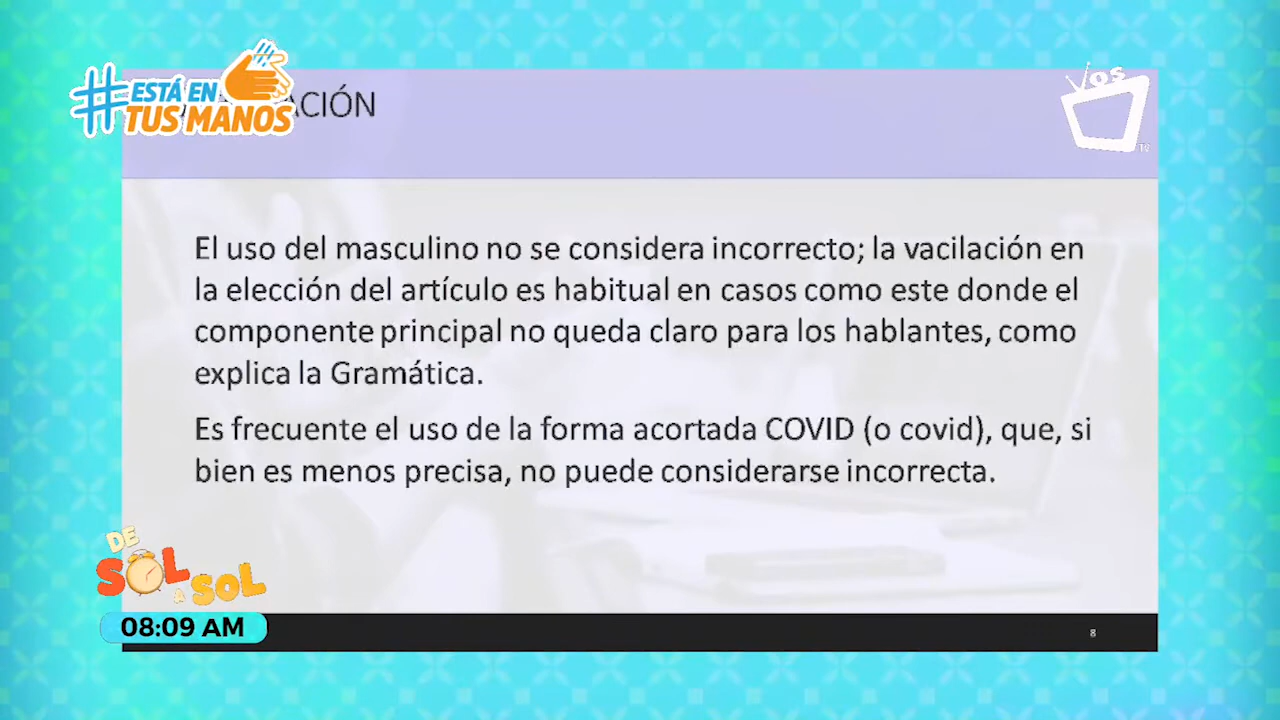 #ESTÁ EN
TUS MANOS
VOS
TV
El uso del masculino no se considera incorrecto; la vacilación en
la elección del artículo es habitual en casos como este donde el
componente principal no queda claro para los hablantes, como
explica la Gramática.
Es frecuente el uso de la forma acortada COVID (o covid), que, si
bien es menos precisa, no puede considerarse incorrecta.
DE
SOL
A SOL
08:09 AM
8